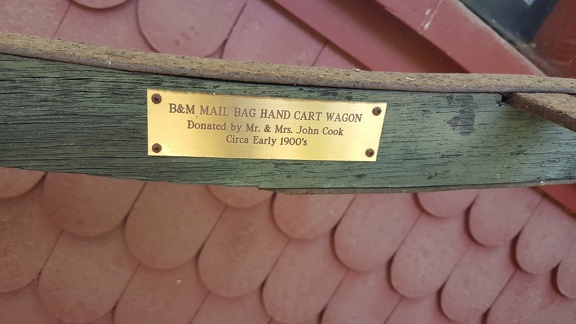 B&M MAIL BAG HAND CART WAGON
Donated by Mr. & Mrs. John Cook
Circa Early 1900's